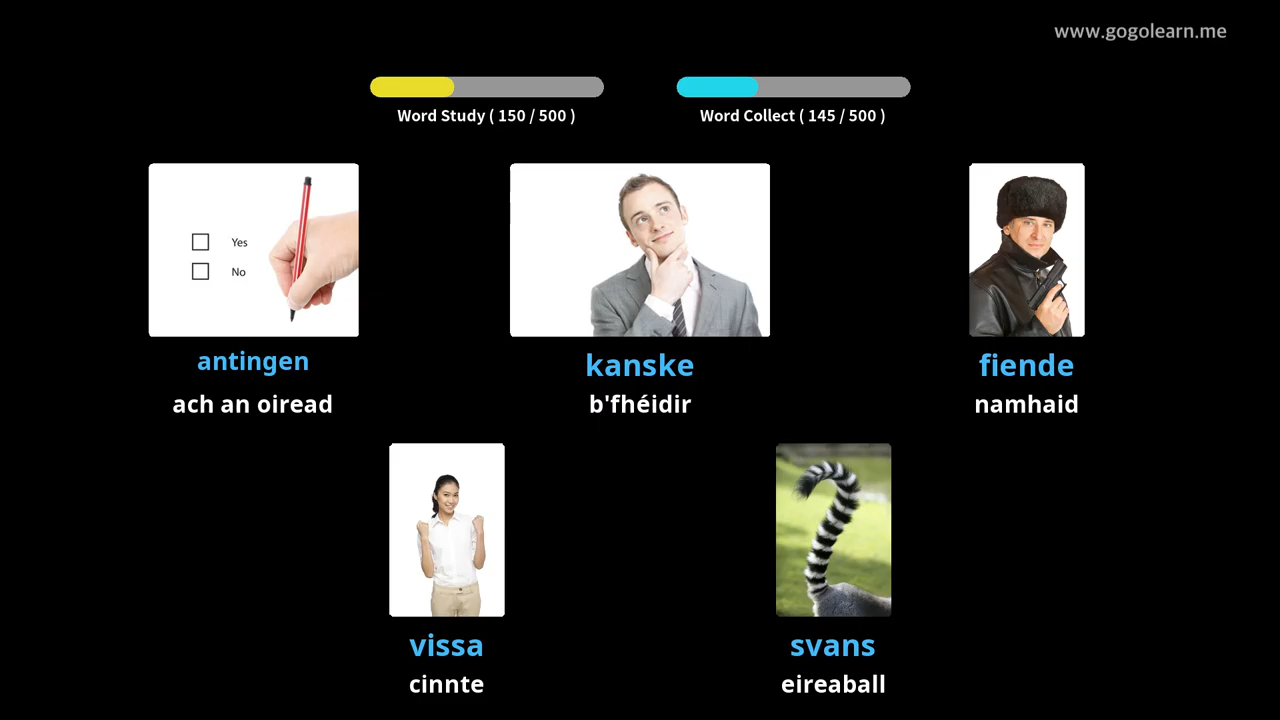 www.gogolearn.me
Word Study ( 150 / 500 )
Word Collect ( 145 / 500 )
Yes
No
antingen
ach an oiread
kanske
b'fhéidir
fiende
namhaid
vissa
cinnte
svans
eireaball